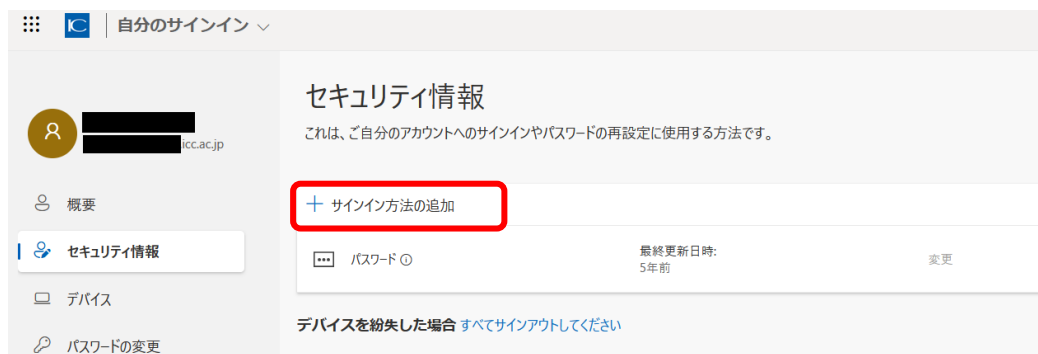 IC 自分のサインイン
セキュリティ情報
これは、ご自分のアカウントへのサインインやパスワードの再設定に使用する方法です。
icc.ac.jp
概要
セキュリティ情報
デバイス
パスワードの変更
+ サインイン方法の追加
パスワード
最終更新日時:
5年前
変更
デバイスを紛失した場合 すべてサインアウトしてください